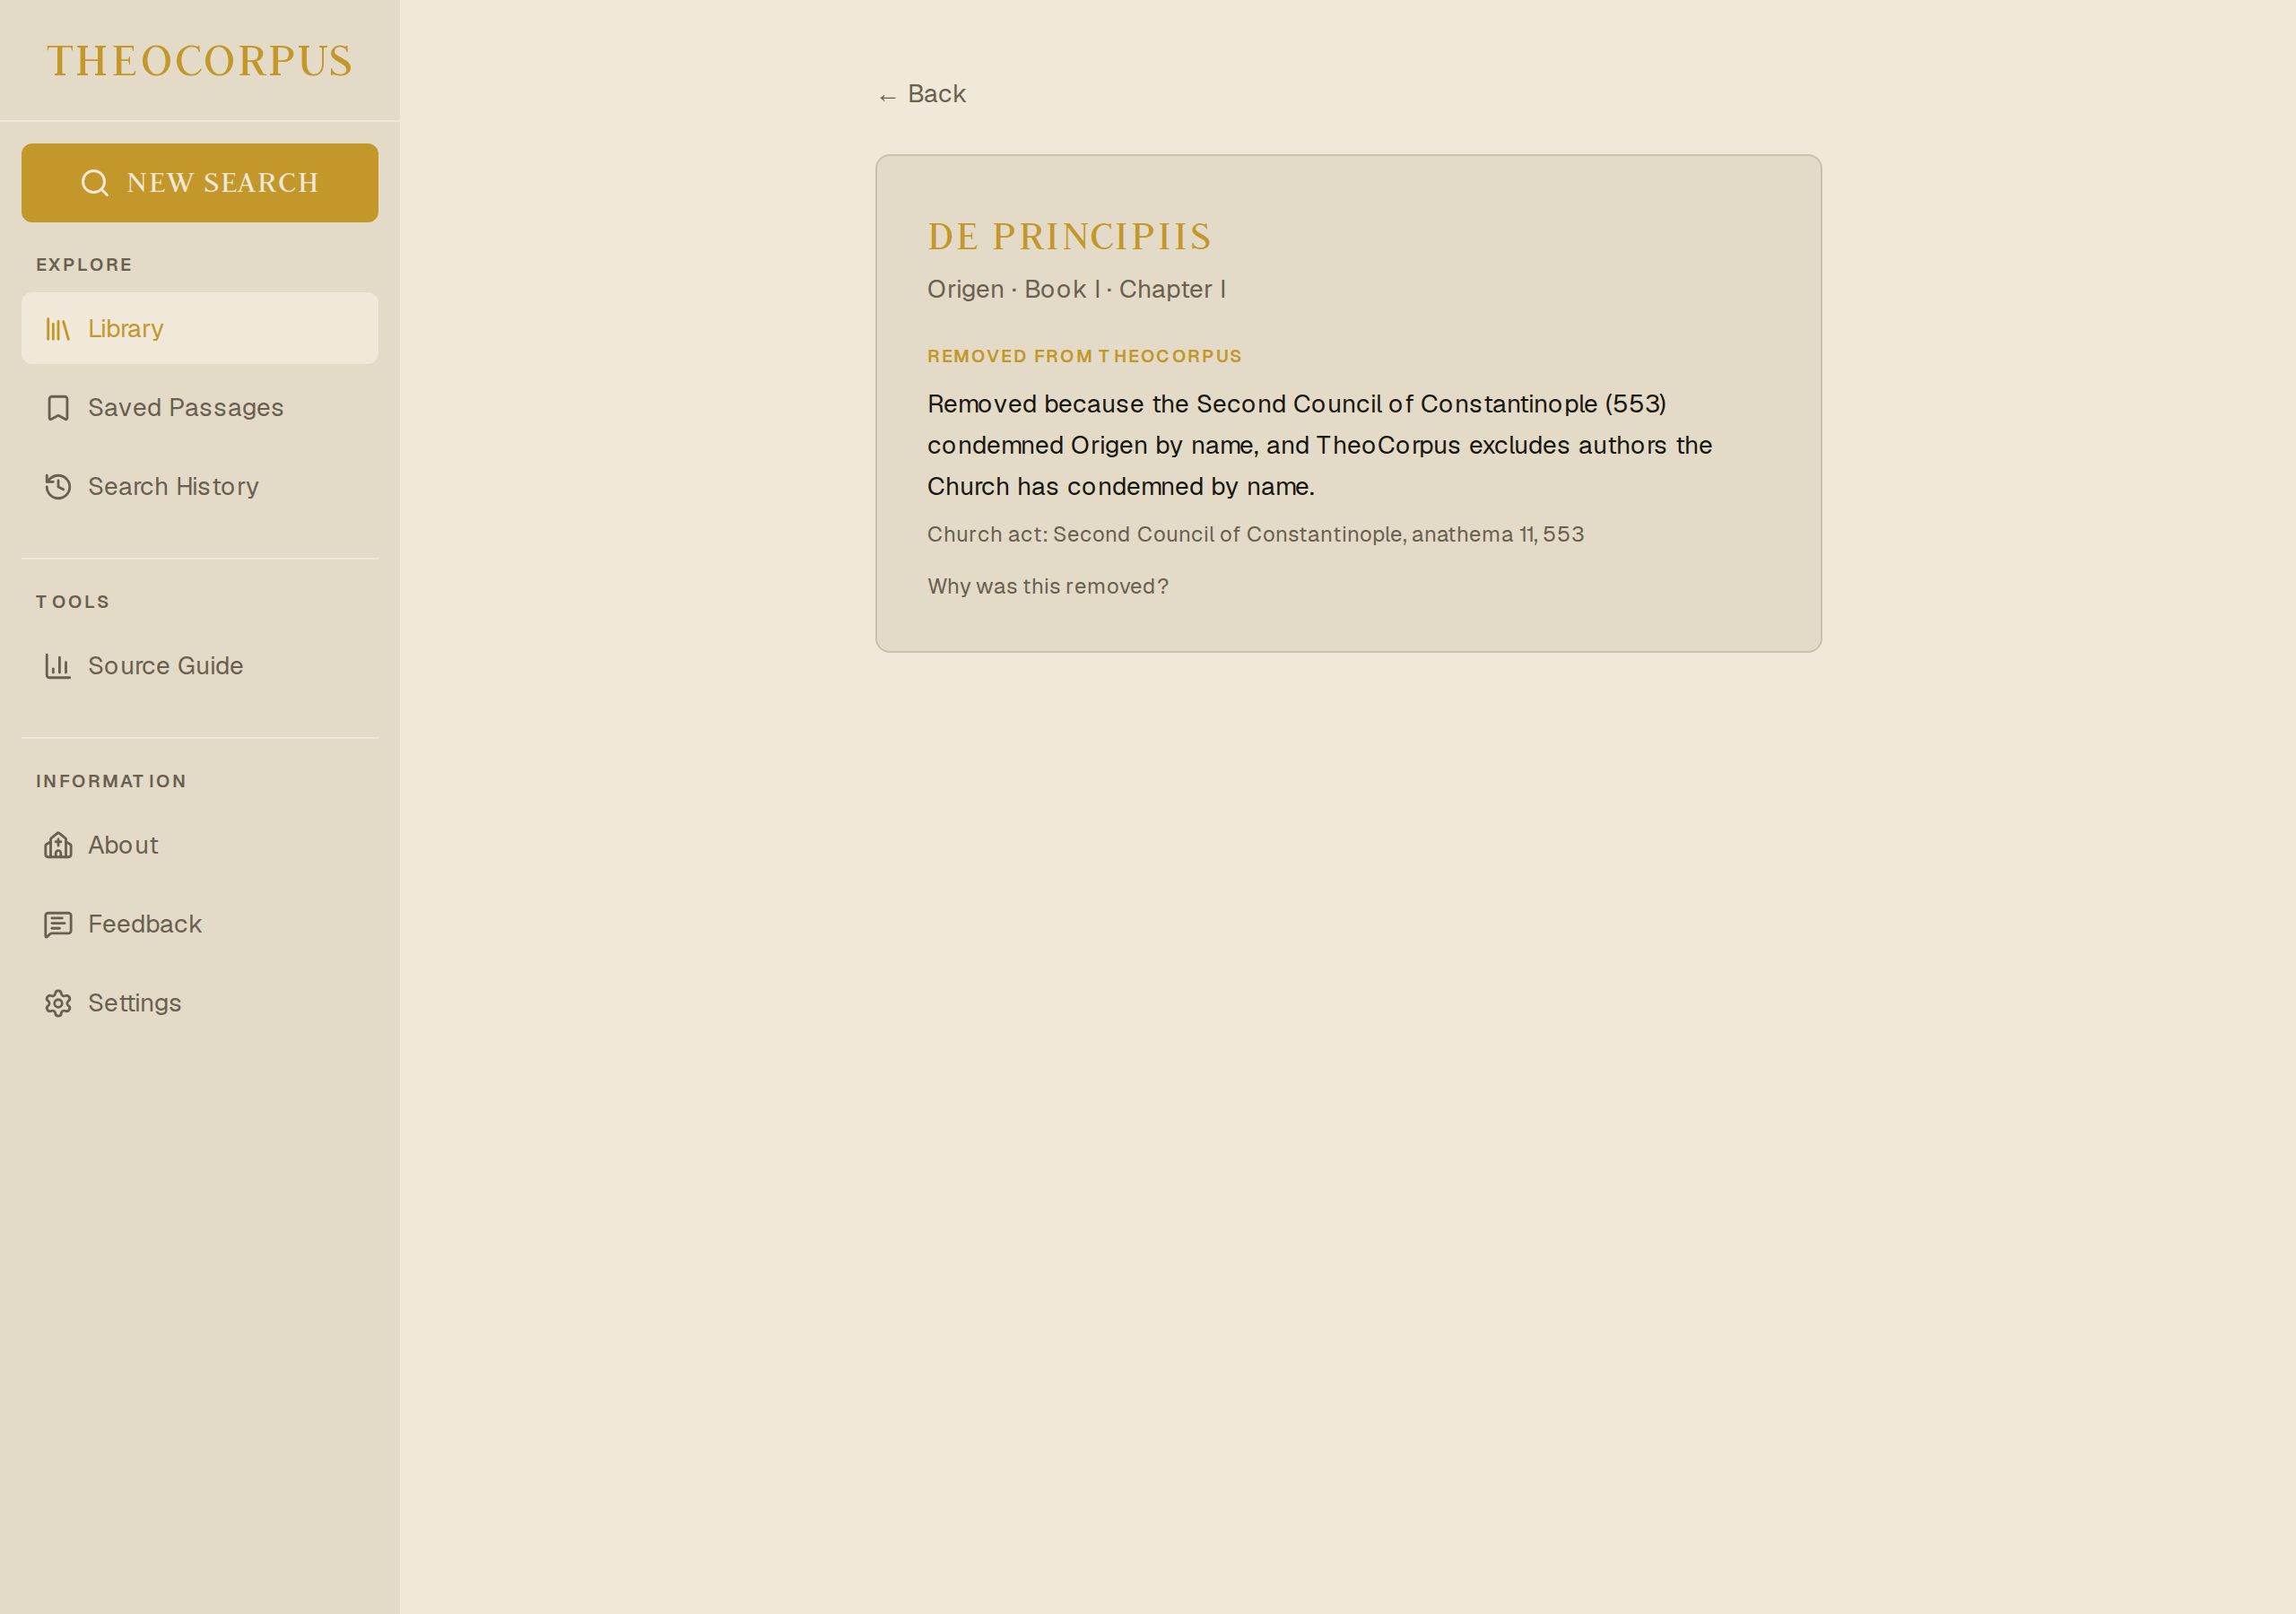 THEOCORPUS
NEW SEARCH
EXPLORE
Library
Saved Passages
Search History
TOOLS
Source Guide
INFORMATION
About
Feedback
Settings
← Back
DE PRINCIPIIS
Origen · Book I · Chapter I
REMOVED FROM THEOCORPUS
Removed because the Second Council of Constantinople (553)
condemned Origen by name, and TheoCorpus excludes authors the
Church has condemned by name.
Church act: Second Council of Constantinople, anathema 11, 553
Why was this removed?